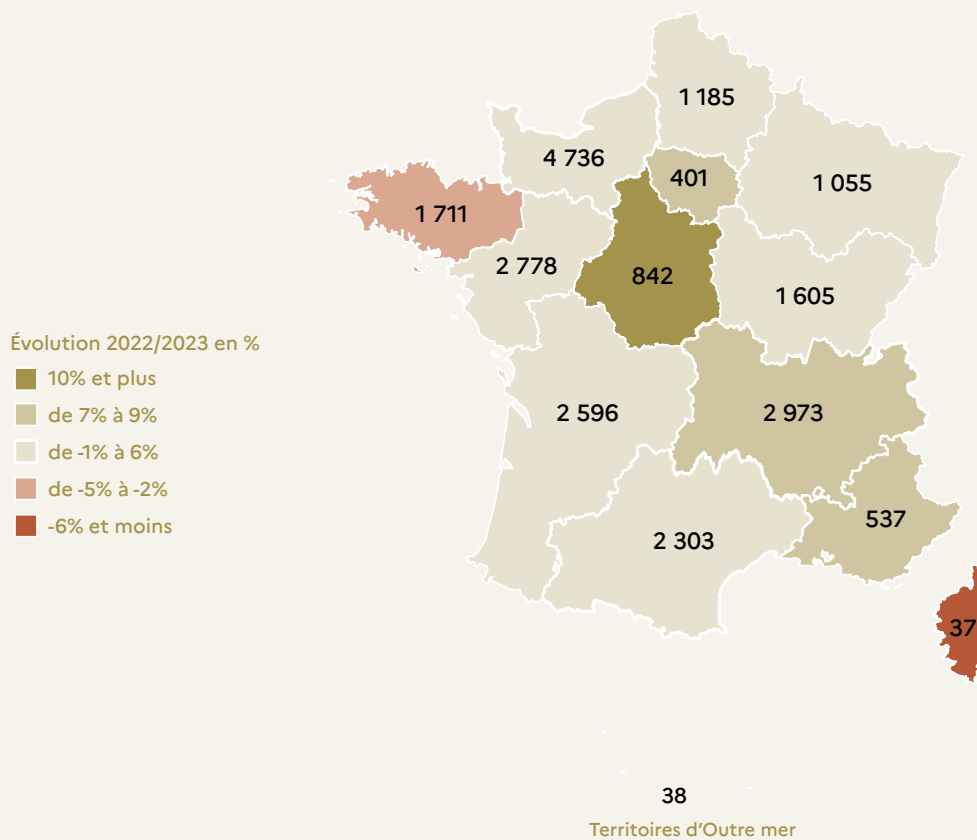 1 185
4 736
401
1 055
1 711
2 778
842
1 605
Évolution 2022/2023 en %
10% et plus
de 7% à 9%
2 596
2 973
de -1% à 6%
de -5% à -2%
-6% et moins
537
2 303
37
38
Territoires d'Outre mer